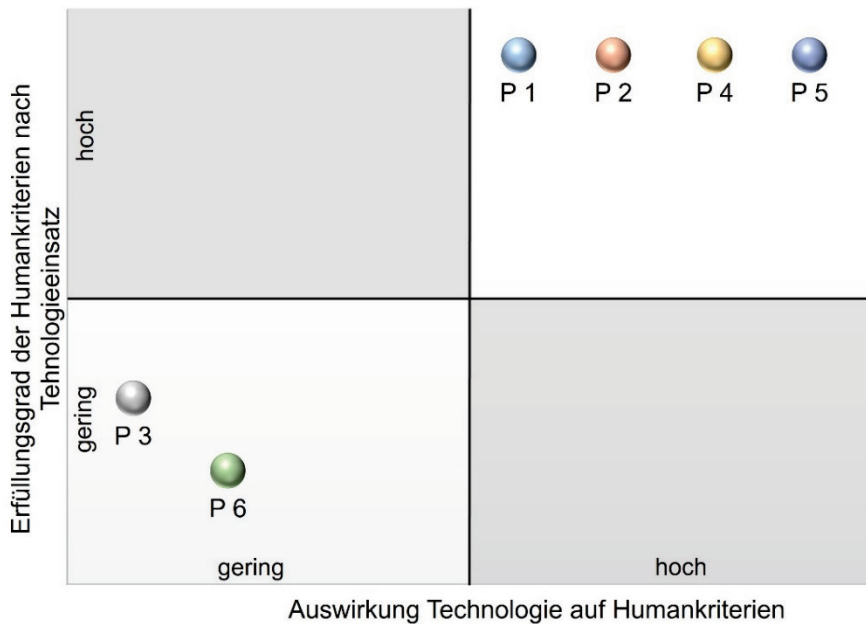 Erfüllungsgrad der Humankriterien nach
Tehnologieeinsatz
hoch
gering
P 1
P 2
P 4
P 5
P 3
P 6
gering
hoch
Auswirkung Technologie auf Humankriterien